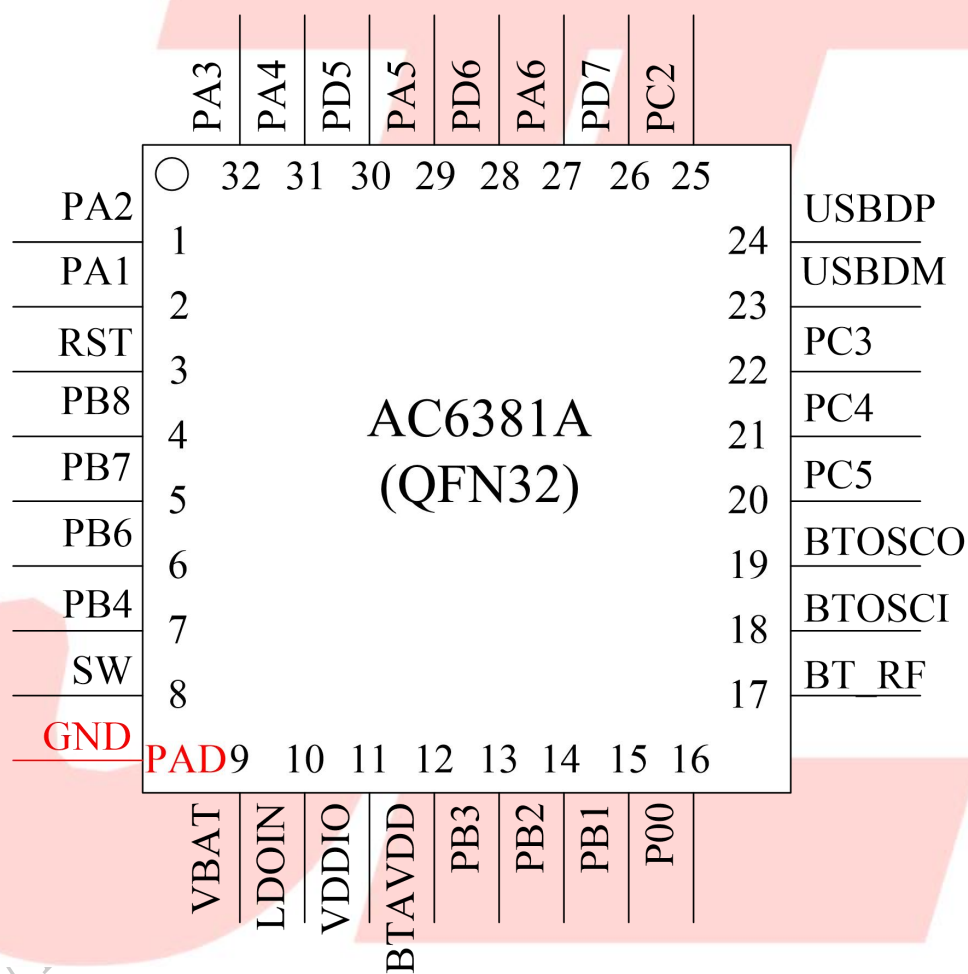 PA3 PA4 PD5 PA5 PD6 PA6 PD7 PC2
32 31 30 29 28 27 26 25
PA2 1
PA1 2
RST 3
PB8 4
PB7 5
PB6 6
PB4 7
SW 8
GND PAD
AC6381A
(QFN32)
24 USBDP
23 USBDM
22 PC3
21 PC4
20 PC5
19 BTOSCO
18 BTOSCI
17 BT_RF
9 10 11 12 13 14 15 16
VBAT LDOIN VDDIO BTAVDD PB3 PB2 PB1 P00